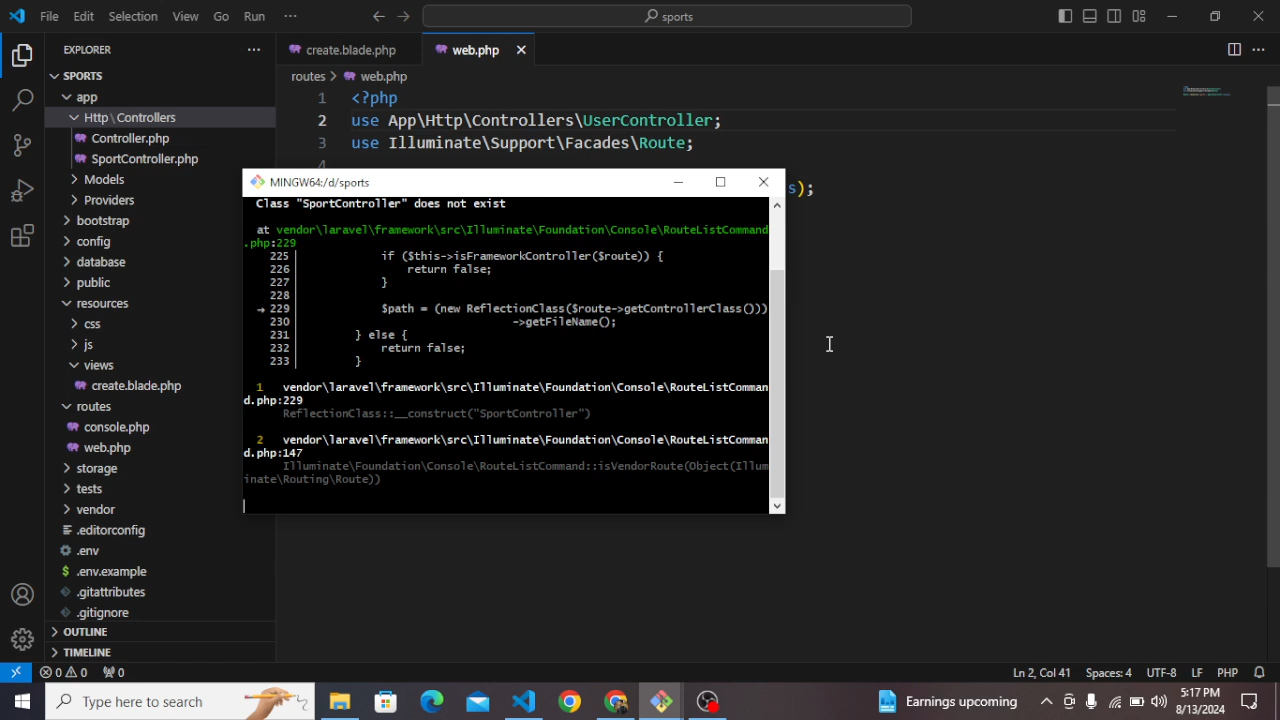 File Edit Selection View Go Run ··· sports
EXPLORER ···
create.blade.php
web.php
SPORTS
routes > web.php
app
Http \ Controllers
Controller.php
SportController.php
Models
Providers
bootstrap
config
database
public
resources
css
js
views
create.blade.php
routes
console.php
web.php
storage
tests
vendor
.editorconfig
.env
.env.example
.gitattributes
.gitignore
OUTLINE
TIMELINE
1 <?php
2 use App\Http\Controllers\UserController;
3 use Illuminate\Support\Facades\Route;
4
s);
MINGW64:/d/sports
Class "SportController" does not exist
at vendor\laravel\framework\src\Illuminate\Foundation\Console\RouteListCommand
.php:229
225 if ($this->isFrameworkController($route)) {
226 return false;
227 }
228
→ 229 $path = (new ReflectionClass($route->getControllerClass()))
230 ->getFileName();
231 } else {
232 return false;
233 }
1 vendor\laravel\framework\src\Illuminate\Foundation\Console\RouteListComman
d.php:229
ReflectionClass::__construct("SportController")
2 vendor\laravel\framework\src\Illuminate\Foundation\Console\RouteListComman
d.php:147
Illuminate\Foundation\Console\RouteListCommand::isVendorRoute(Object(Illum
inate\Routing\Route))
0 0 0 Ln 2, Col 41 Spaces: 4 UTF-8 LF PHP
Type here to search
Earnings upcoming
5:17 PM
8/13/2024